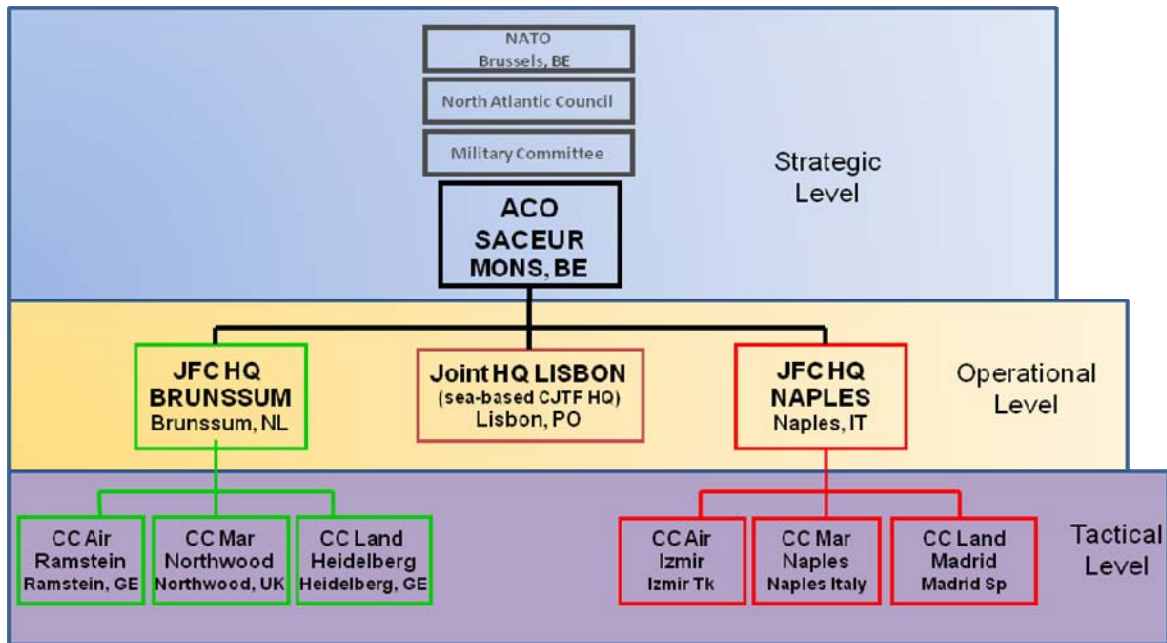 NATO
Brussels, BE
North Atlantic Council
Military Committee
ACO
SACEUR
MONS, BE
Strategic
Level
JFC HQ
BRUNSSUM
Brunssum, NL
Joint HQ LISBON
(sea-based CJTF HQ)
Lisbon, PO
JFC HQ
NAPLES
Naples, IT
Operational
Level
CC Air
Ramstein
Ramstein, GE
CC Mar
Northwood
Northwood, UK
CC Land
Heidelberg
Heidelberg, GE
CC Air
Izmir
Izmir Tk
CC Mar
Naples
Naples Italy
CC Land
Madrid
Madrid Sp
Tactical
Level